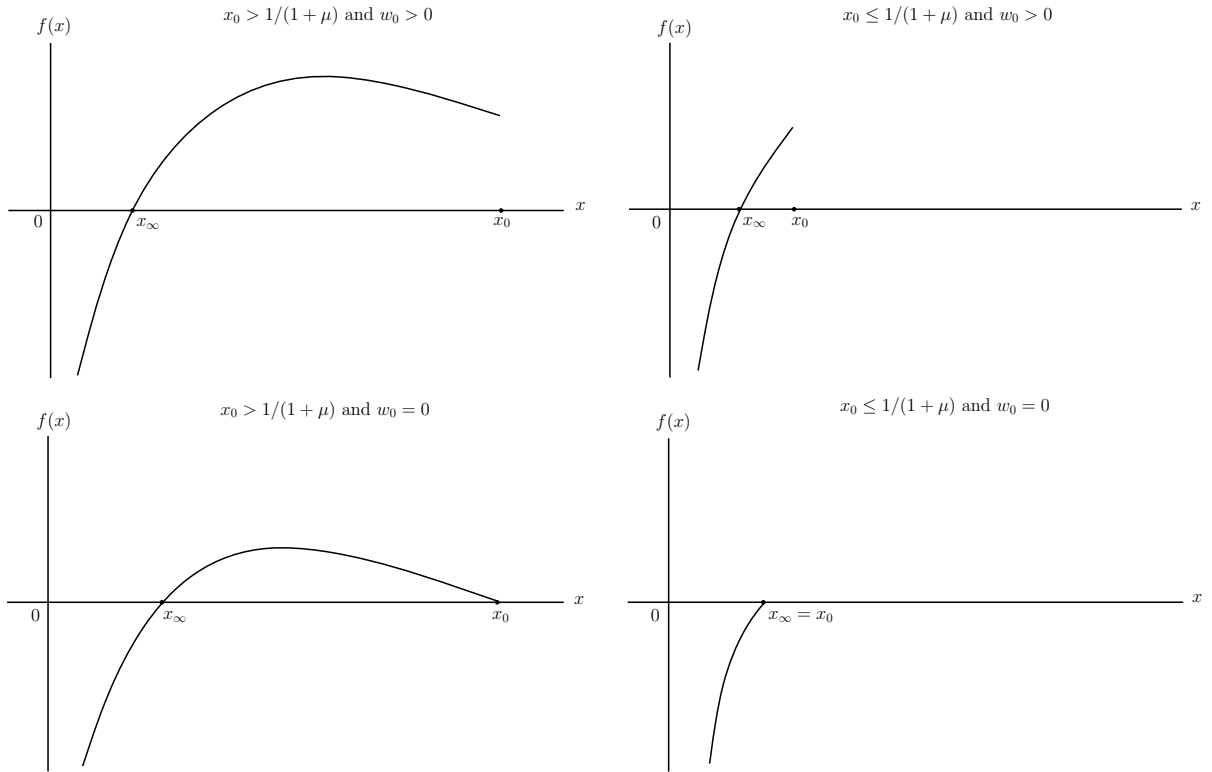 x₀ > 1/(1 + μ) and w₀ > 0
f(x)
x
0
x∞
x₀
x₀ ≤ 1/(1 + μ) and w₀ > 0
f(x)
x
0
x∞
x₀
x₀ > 1/(1 + μ) and w₀ = 0
f(x)
x
0
x∞
x₀
x₀ ≤ 1/(1 + μ) and w₀ = 0
f(x)
x
0
x∞ = x₀